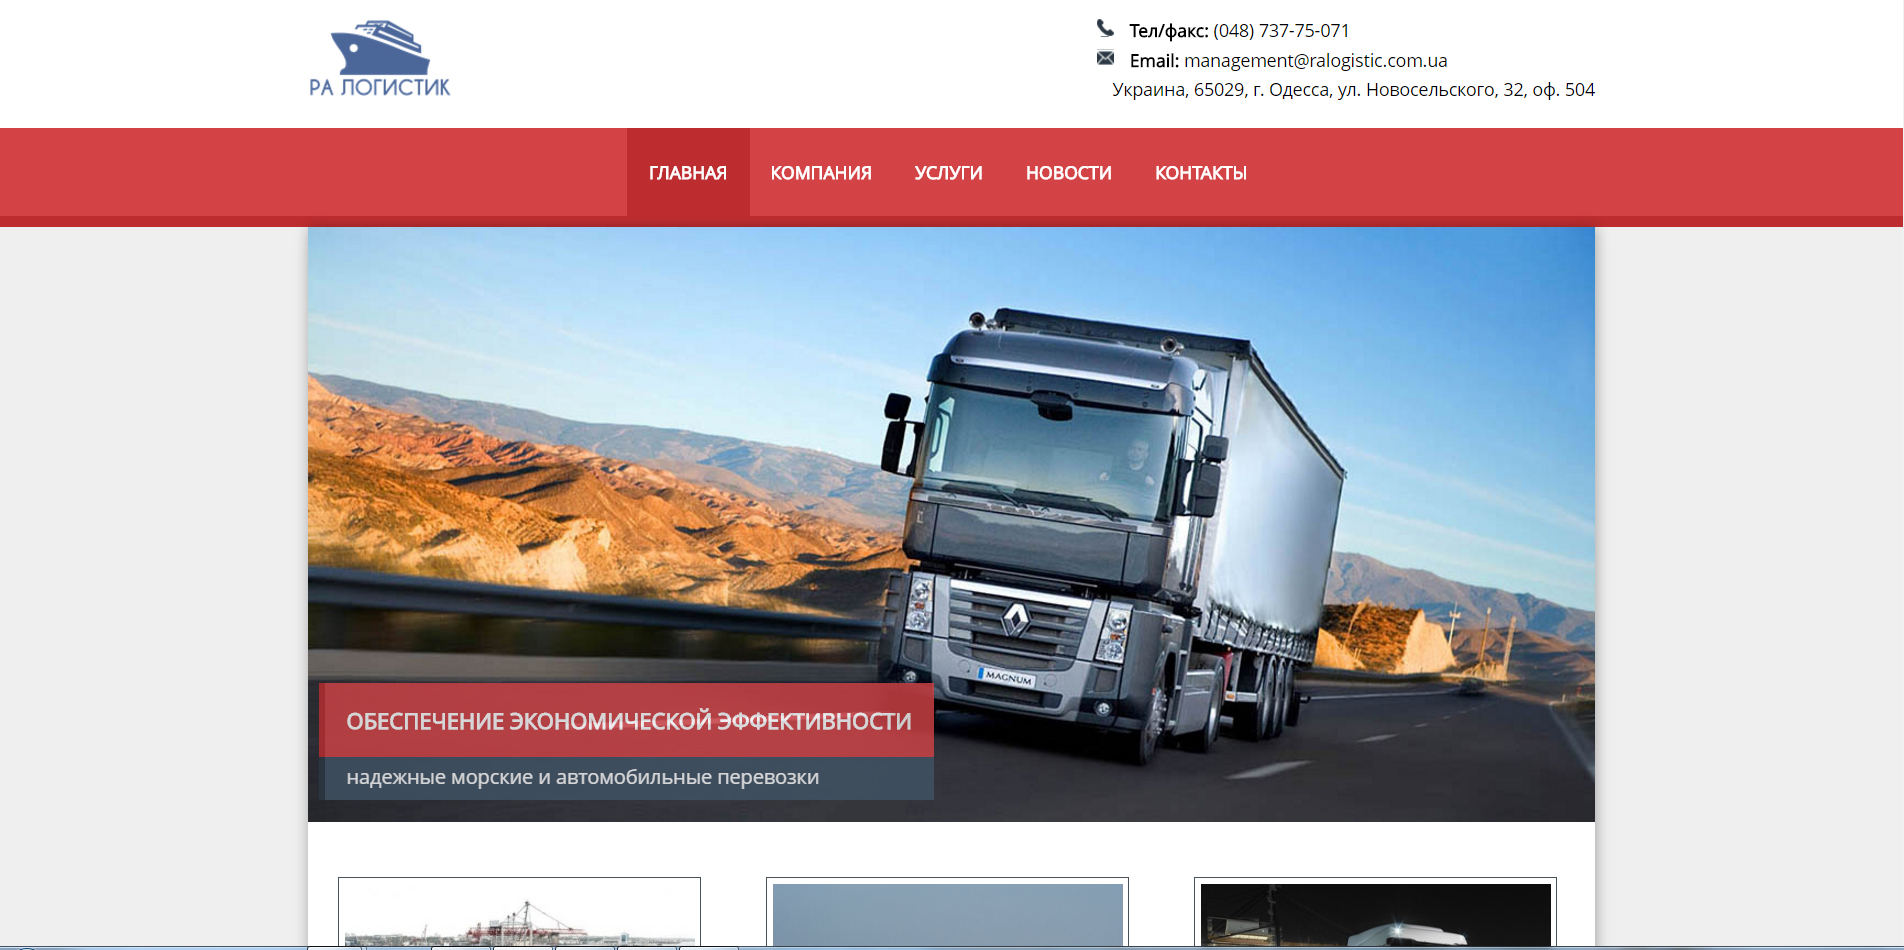 РА ЛОГИСТИК
Тел/факс: (048) 737-75-071
Email: management@ralogistic.com.ua
Украина, 65029, г. Одесса, ул. Новосельского, 32, оф. 504
ГЛАВНАЯ КОМПАНИЯ УСЛУГИ НОВОСТИ КОНТАКТЫ
MAGNUM
ОБЕСПЕЧЕНИЕ ЭКОНОМИЧЕСКОЙ ЭФФЕКТИВНОСТИ
надежные морские и автомобильные перевозки